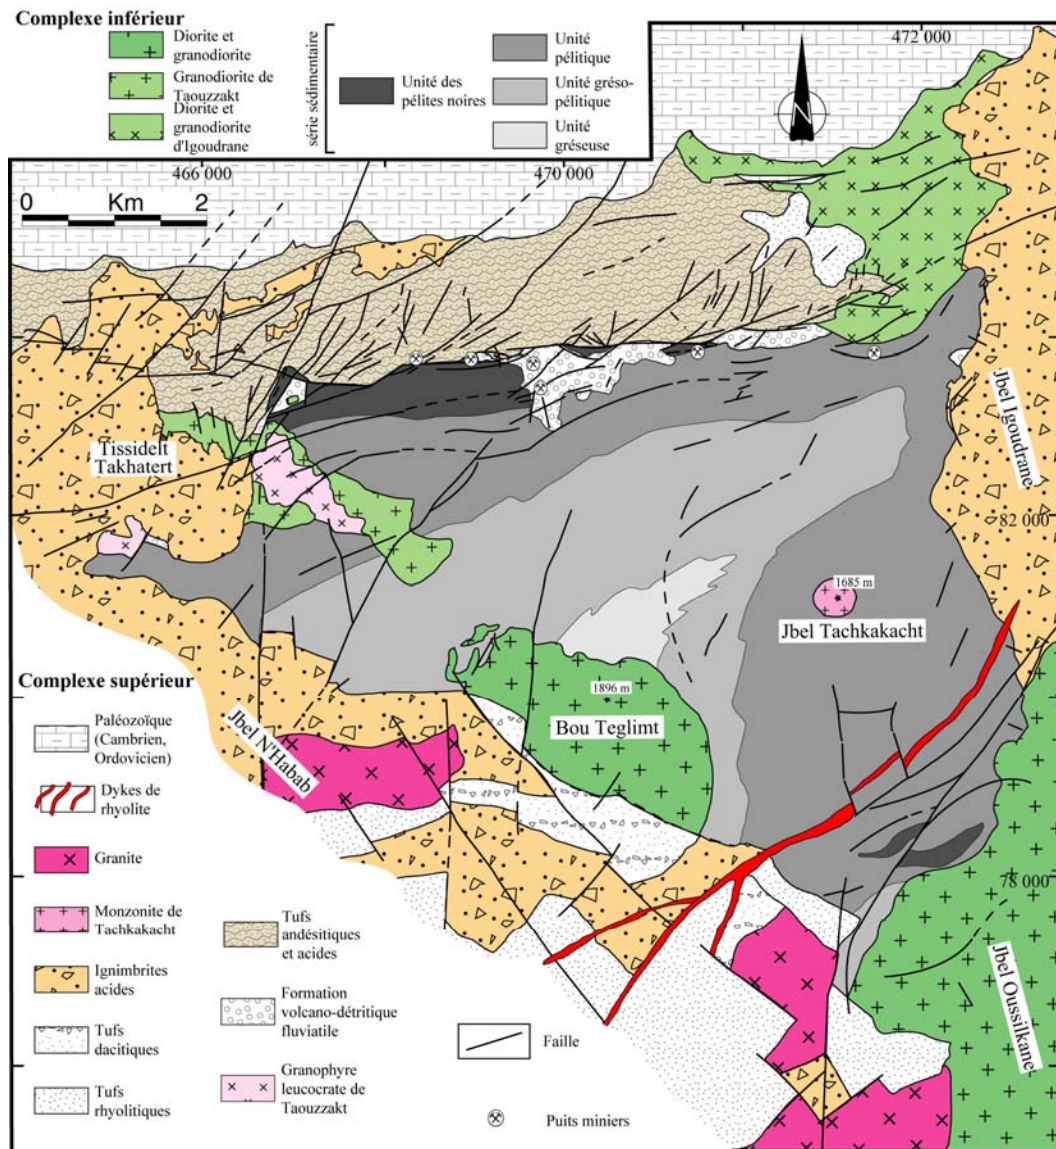 Complexe inférieur
Diorite et
granodiorite
Granodiorite de
Taouzzakt
Diorite et
granodiorite
d'Igoudrane
série sédimentaire
Unité des
pélites noires
Unité
pélitique
Unité gréso-
pélitique
Unité
gréseuse
N
472 000
466 000
470 000
0 Km 2
Jbel Igoudrane
Tissidelt
Takhatert
82 000
1685 m
Jbel Tachkakacht
1896 m
Bou Teglimt
Jbel N'Habab
78 000
Jbel Oussilkane
Complexe supérieur
Paléozoïque
(Cambrien,
Ordovicien)
Dykes de
rhyolite
Granite
Monzonite de
Tachkakacht
Ignimbrites
acides
Tufs
dacitiques
Tufs
rhyolitiques
Tufs
andésitiques
et acides
Formation
volcano-détritique
fluviatile
Granophyre
leucocrate de
Taouzzakt
Faille
Puits miniers